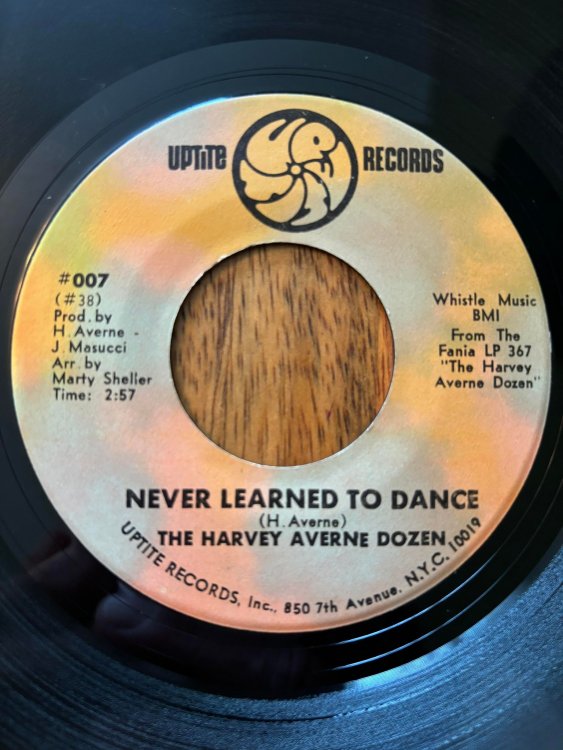 UPTITE RECORDS
#007
(#38)
Prod. by
H. Averne -
J. Masucci
Arr. by
Marty Sheller
Time: 2:57
Whistle Music
BMI
From The
Fania LP 367
"The Harvey
Averne Dozen"
NEVER LEARNED TO DANCE
(H. Averne)
THE HARVEY AVERNE DOZEN
UPTITE RECORDS, Inc., 850 7th Avenue, N.Y.C. 10019